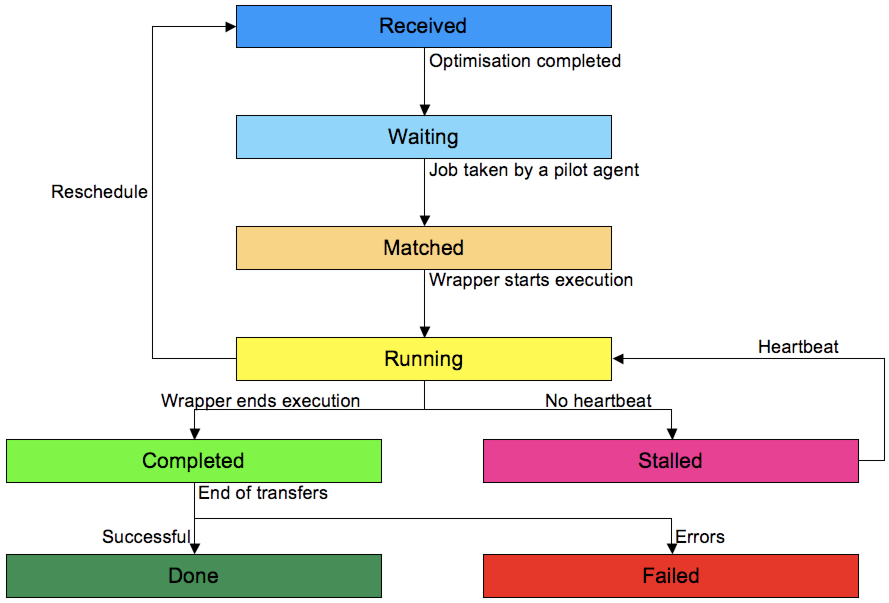 Received
Optimisation completed
Waiting
Job taken by a pilot agent
Reschedule
Matched
Wrapper starts execution
Running
Heartbeat
Wrapper ends execution
No heartbeat
Completed
Stalled
End of transfers
Successful
Errors
Done
Failed